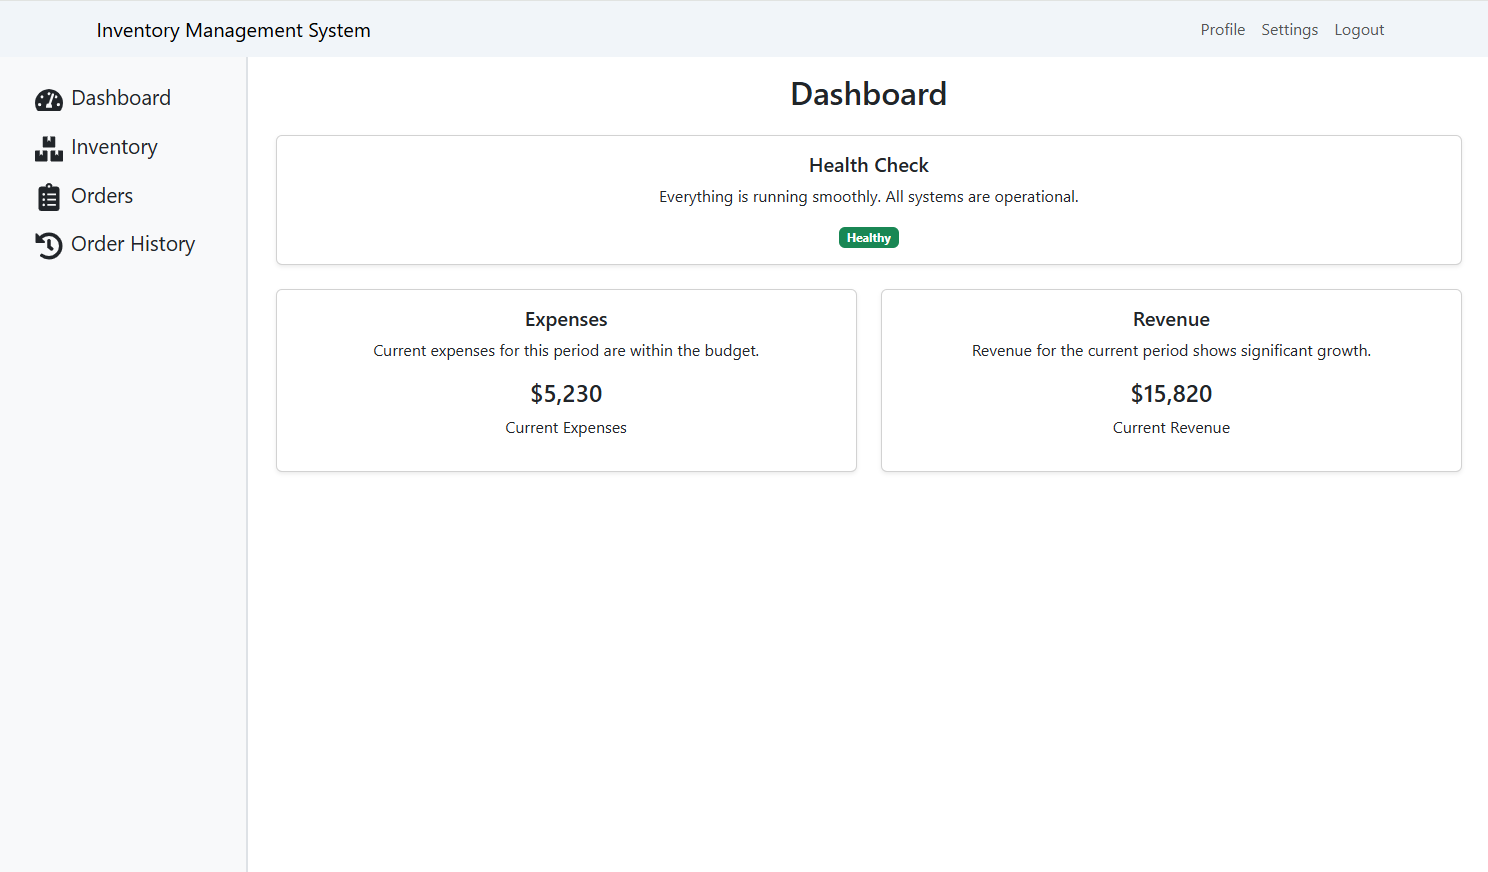 Inventory Management System
Profile Settings Logout
Dashboard
Inventory
Orders
Order History
Dashboard
Health Check
Everything is running smoothly. All systems are operational.
Healthy
Expenses
Current expenses for this period are within the budget.
$5,230
Current Expenses
Revenue
Revenue for the current period shows significant growth.
$15,820
Current Revenue